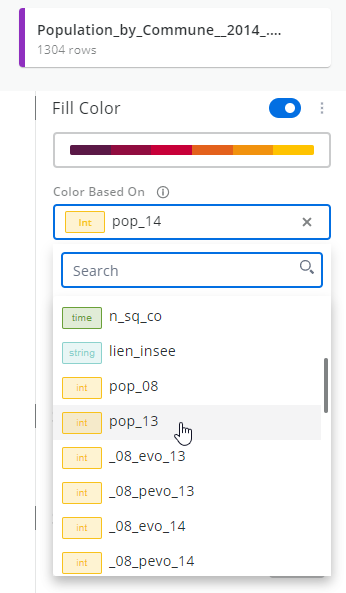 Population_by_Commune__2014_....
1304 rows
Fill Color
Color Based On
Int pop_14
Search
time n_sq_co
string lien_insee
int pop_08
int pop_13
int _08_evo_13
int _08_pevo_13
int _08_evo_14
int _08_pevo_14